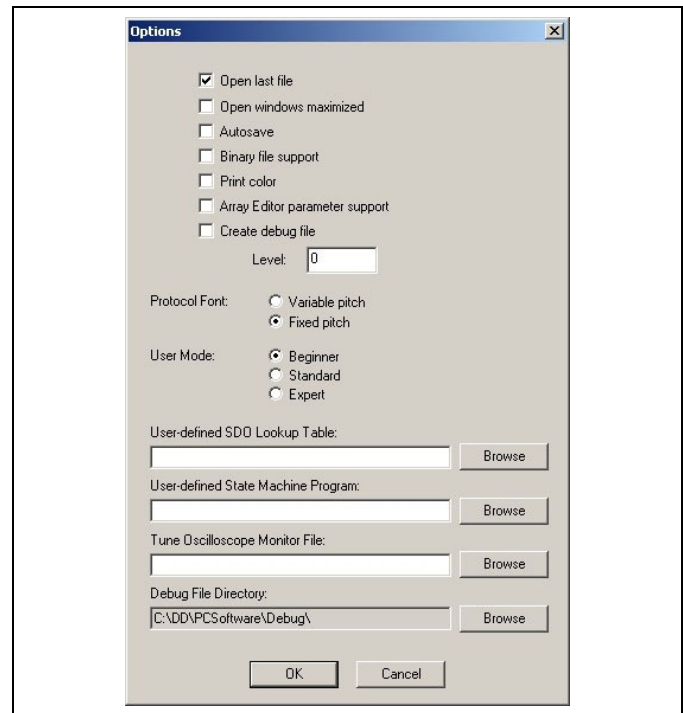 Options
Open last file
Open windows maximized
Autosave
Binary file support
Print color
Array Editor parameter support
Create debug file
Level: 0
Protocol Font: Variable pitch
Fixed pitch
User Mode: Beginner
Standard
Expert
User-defined SDO Lookup Table:
Browse
User-defined State Machine Program:
Browse
Tune Oscilloscope Monitor File:
Browse
Debug File Directory:
C:\DD\PCSoftware\Debug\ Browse
OK Cancel